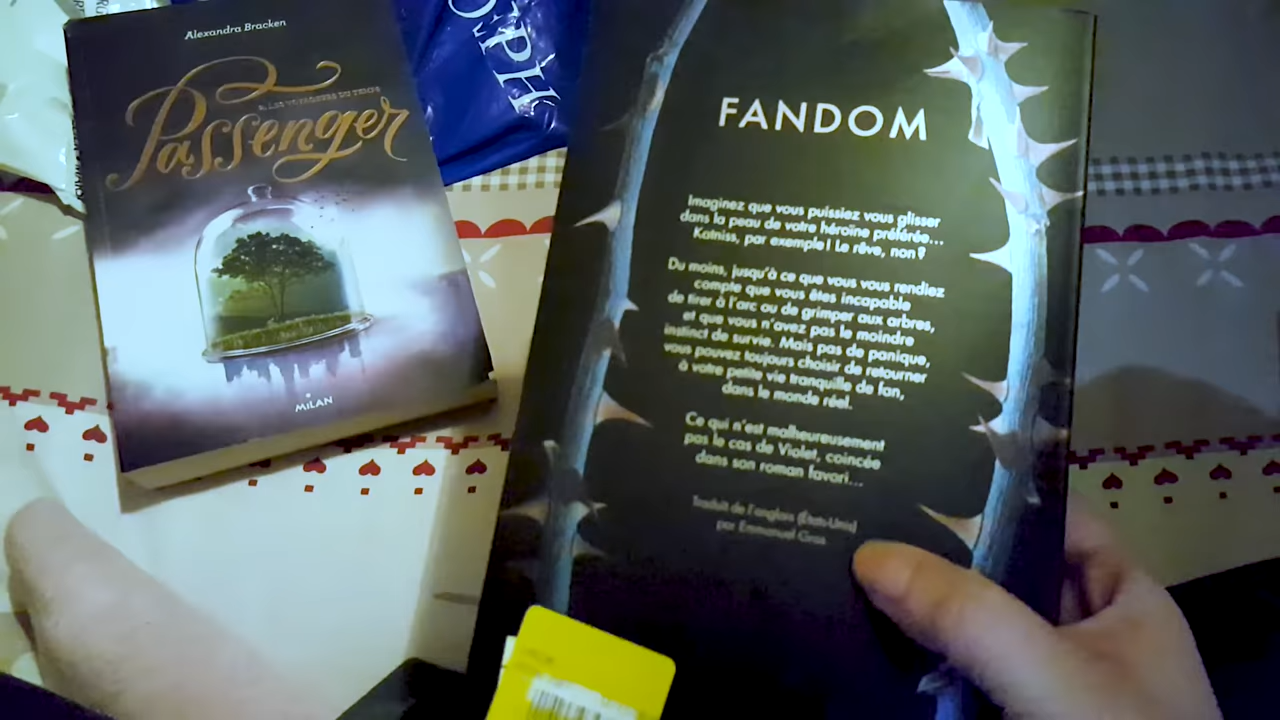 Alexandra Bracken
Passenger
MiLAN
FANDOM
Imaginez que vous puissiez vous glisser
dans la peau de votre héroïne préférée...
Katniss, par exemple ! Le rêve, non ?
Du moins, jusqu'à ce que vous vous rendiez
compte que vous êtes incapable
de tirer à l'arc ou de grimper aux arbres,
et que vous n'avez pas le moindre
instinct de survie. Mais pas de panique,
vous pouvez toujours choisir de retourner
à votre petite vie tranquille de fan,
dans le monde réel.
Ce qui n'est malheureusement
pas le cas de Violet, coincée
dans son roman favori...
Traduit de l'anglais (États-Unis)
par Emmanuel Gros